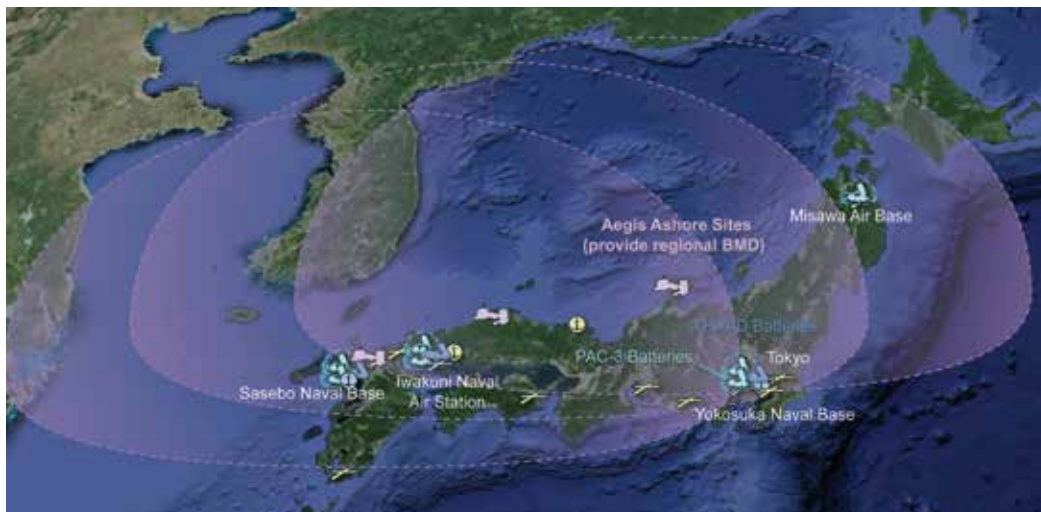 Misawa Air Base
Aegis Ashore Sites
(provide regional BMD)
THAAD Batteries
PAC-3 Batteries
Tokyo
Sasebo Naval Base
Iwakuni Naval
Air Station
Yokosuka Naval Base